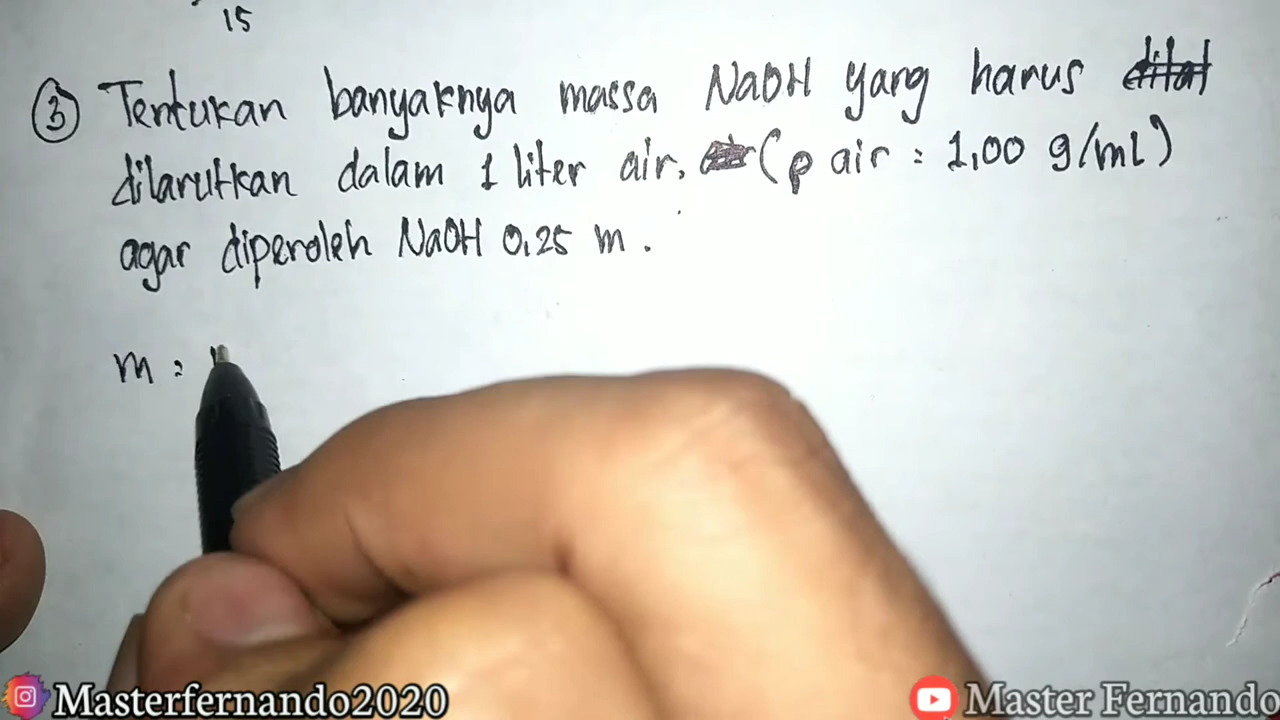 15
③ Tentukan banyaknya massa NaOH yang harus
dilarutkan dalam 1 liter air. (ρ air = 1,00 g/mL)
agar diperoleh NaOH 0,25 m.
m =
Masterfernando2020
Master Fernando